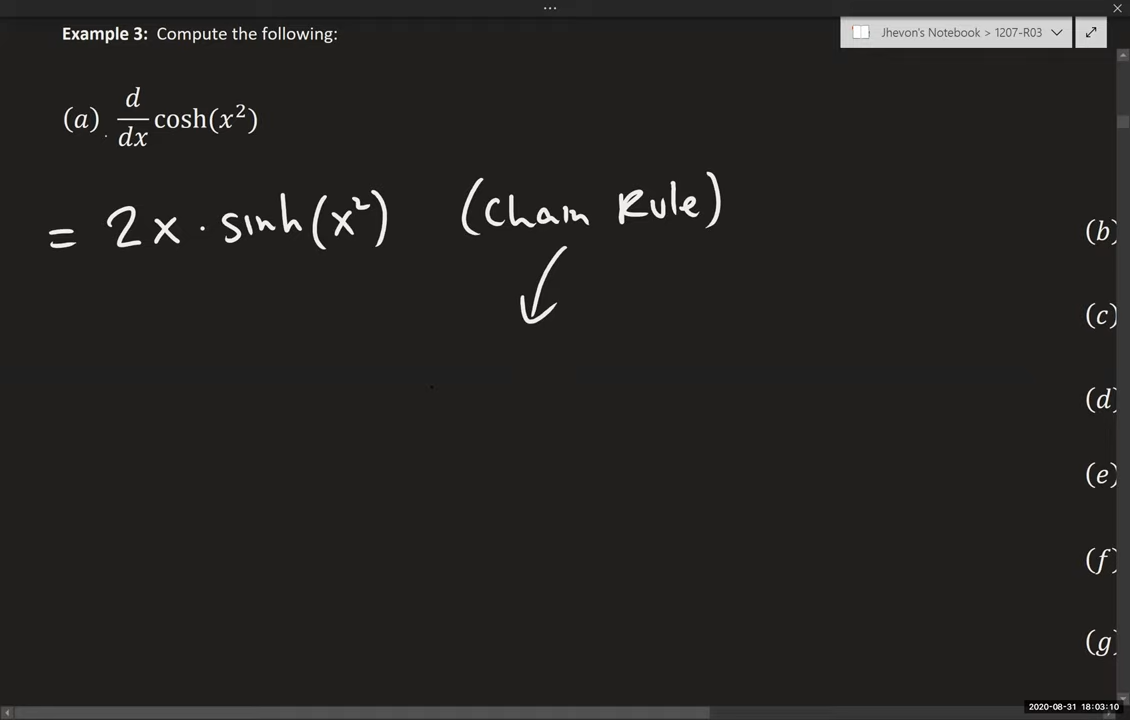 Example 3: Compute the following:
Jhevon's Notebook > 1207-R03
(a) d/dx cosh(x²)
= 2x · sinh(x²) (Chain Rule)
(b)
(c)
(d)
(e)
(f)
(g)
2020-08-31 18:03:10